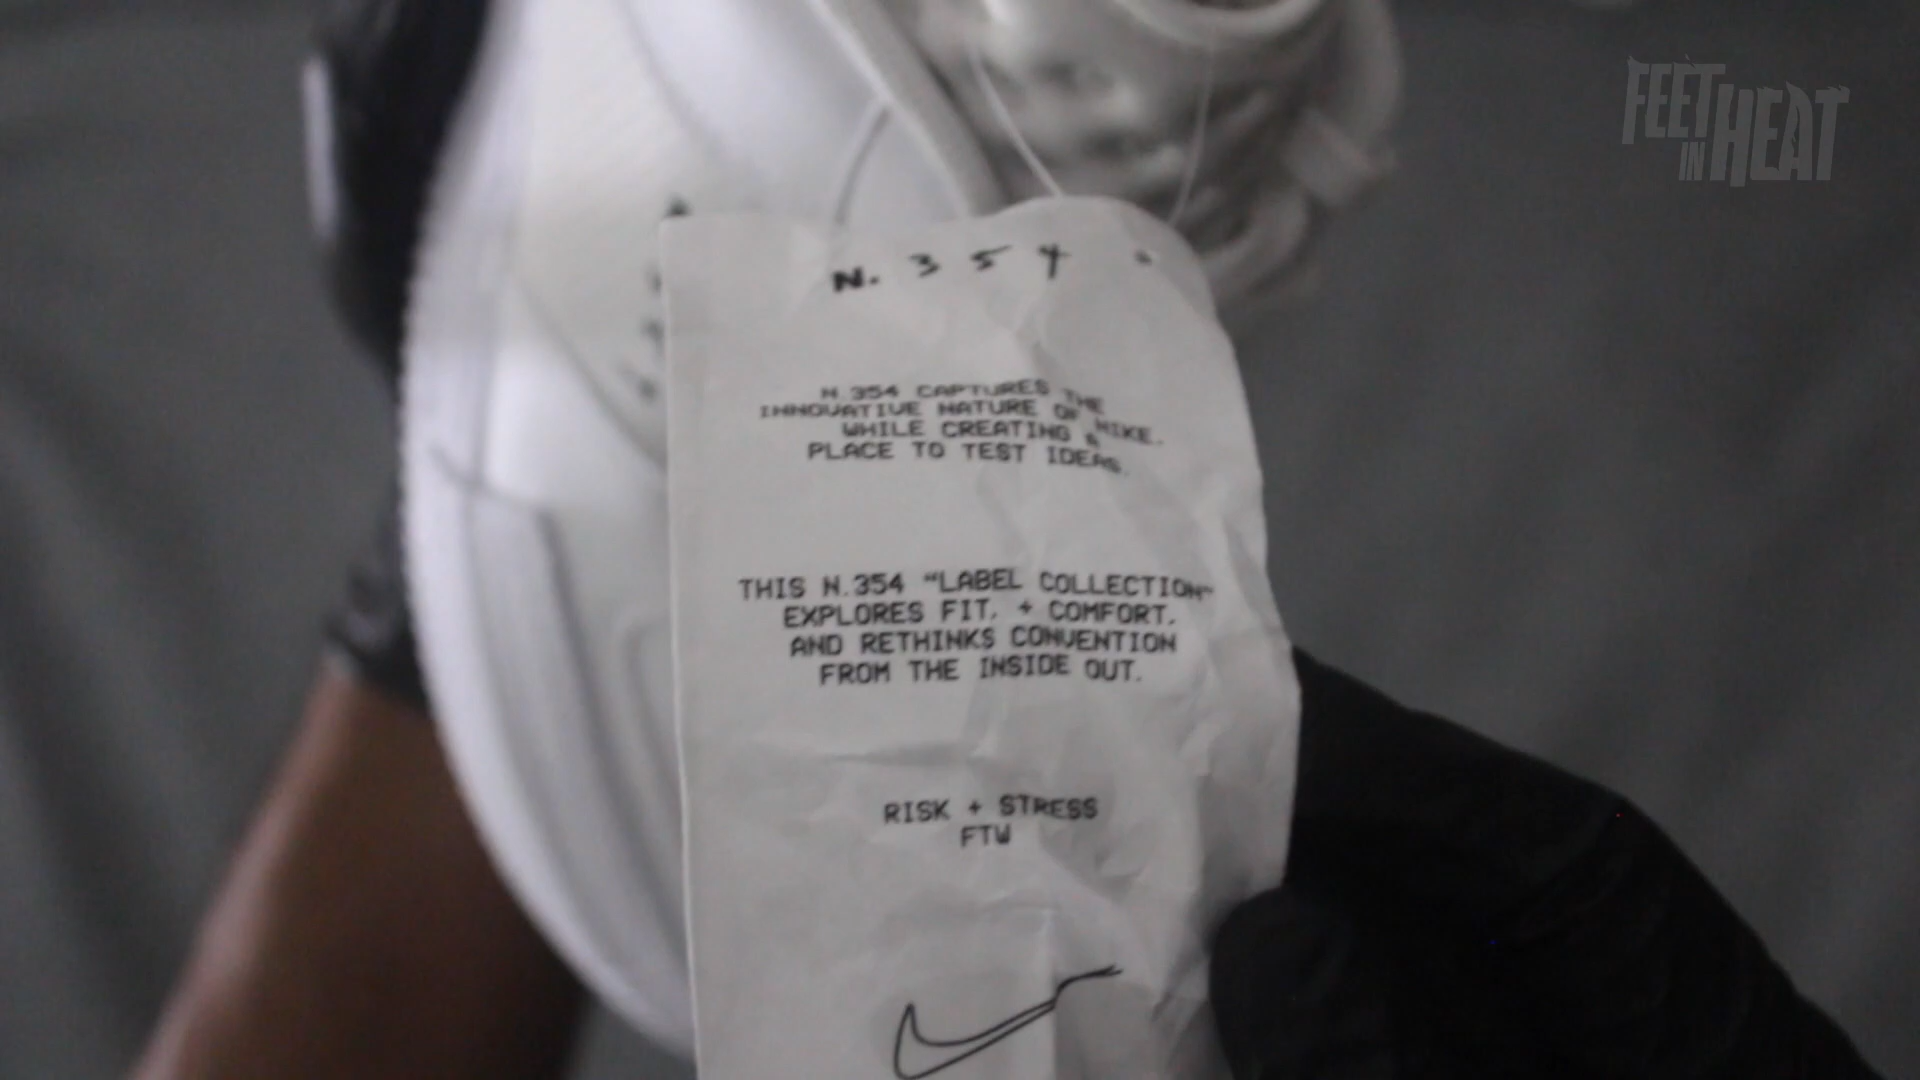 FEET
IN HEAT
N. 354
N.354 CAPTURES THE
INNOVATIVE NATURE OF NIKE.
WHILE CREATING A
PLACE TO TEST IDEAS.
THIS N.354 "LABEL COLLECTION"
EXPLORES FIT, + COMFORT.
AND RETHINKS CONVENTION
FROM THE INSIDE OUT.
RISK + STRESS
FTW